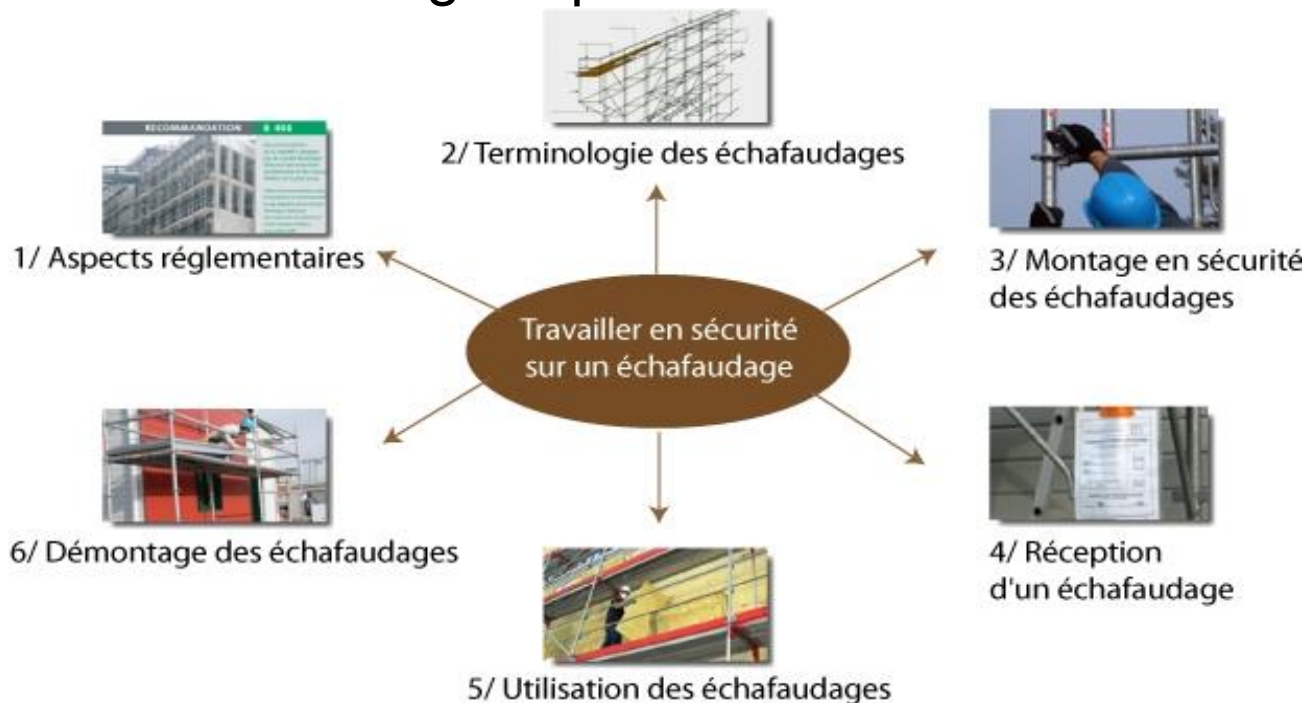 1/ Aspects réglementaires
RECOMMANDATION
2/ Terminologie des échafaudages
3/ Montage en sécurité
des échafaudages
Travailler en sécurité
sur un échafaudage
4/ Réception
d'un échafaudage
5/ Utilisation des échafaudages
6/ Démontage des échafaudages